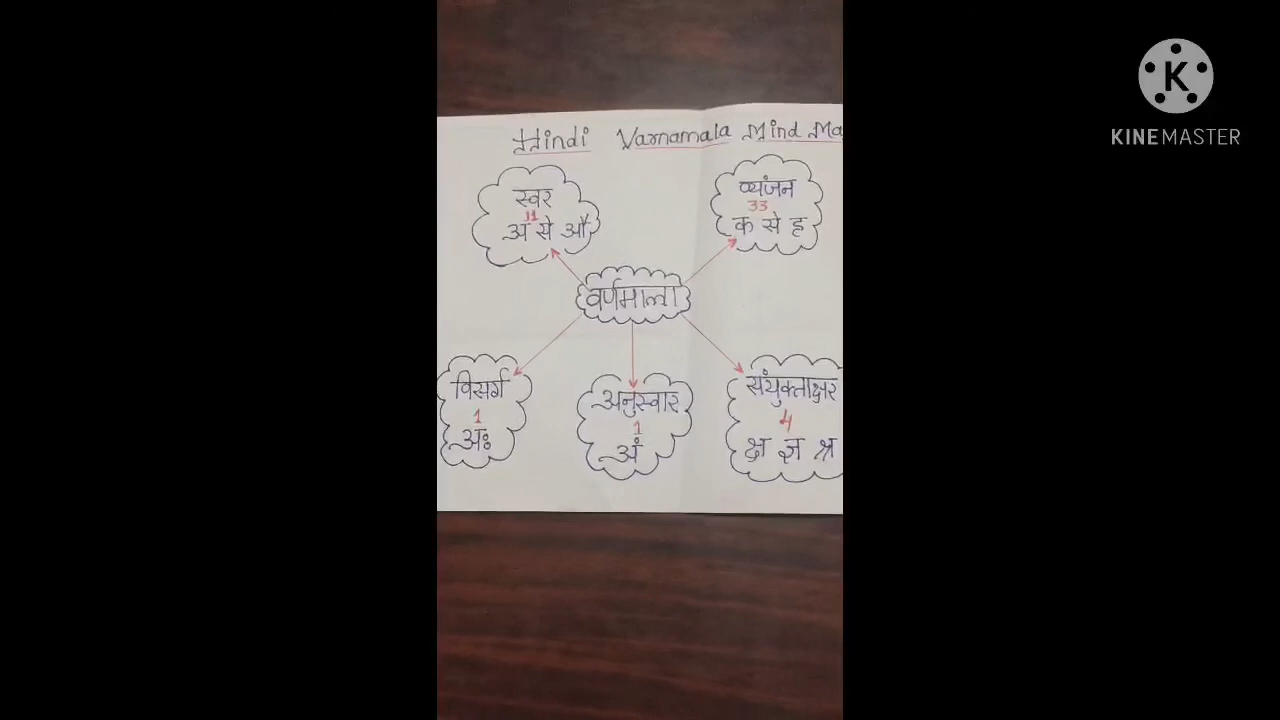 Hindi Varnamala Mind Ma
स्वर
11
अ से औ
व्यंजन
33
क से ह
वर्णमाला
विसर्ग
1
अः
अनुस्वार
1
अं
संयुक्ताक्षर
4
क्ष ज्ञ श्र
K
KINEMASTER